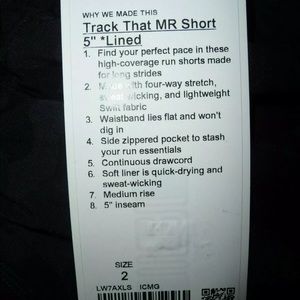 WHY WE MADE THIS
Track That MR Short
5" *Lined
1. Find your perfect pace in these
high-coverage run shorts made
for long strides
2. Made with four-way stretch,
sweat-wicking, and lightweight
Swift fabric
3. Waistband lies flat and won't
dig in
4. Side zippered pocket to stash
your run essentials
5. Continuous drawcord
6. Soft liner is quick-drying and
sweat-wicking
7. Medium rise
8. 5" inseam
SIZE
2
LW7AXLS ICMG